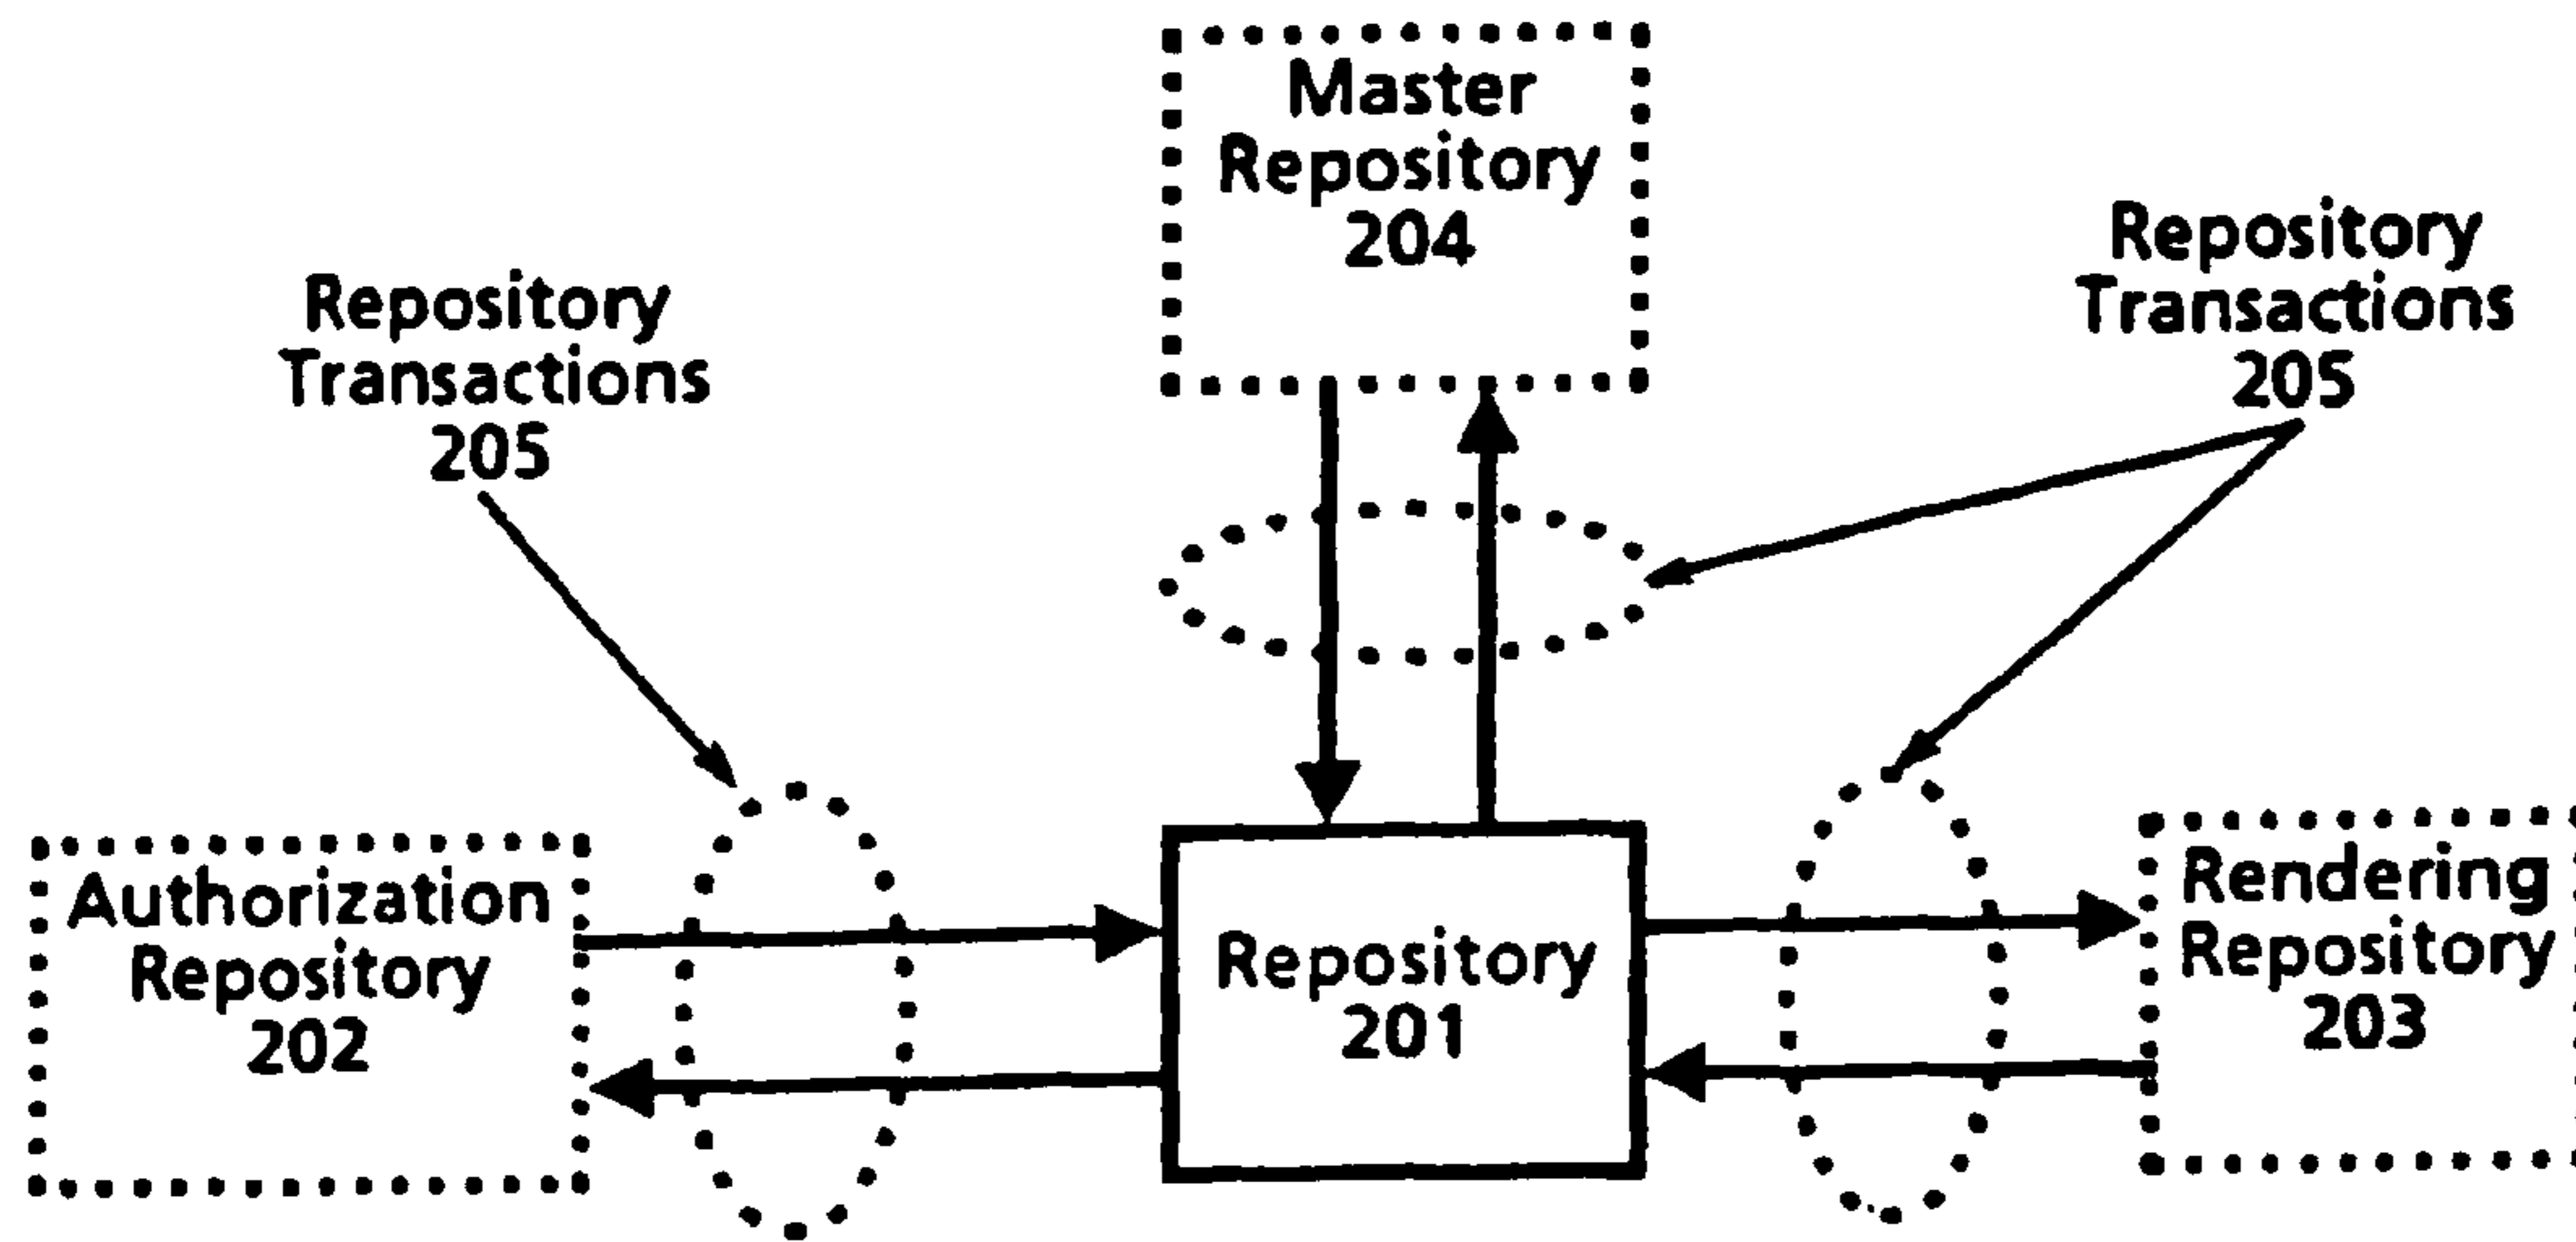 Master
Repository
204
Repository
Transactions
205
Repository
Transactions
205
Authorization
Repository
202
Repository
201
Rendering
Repository
203